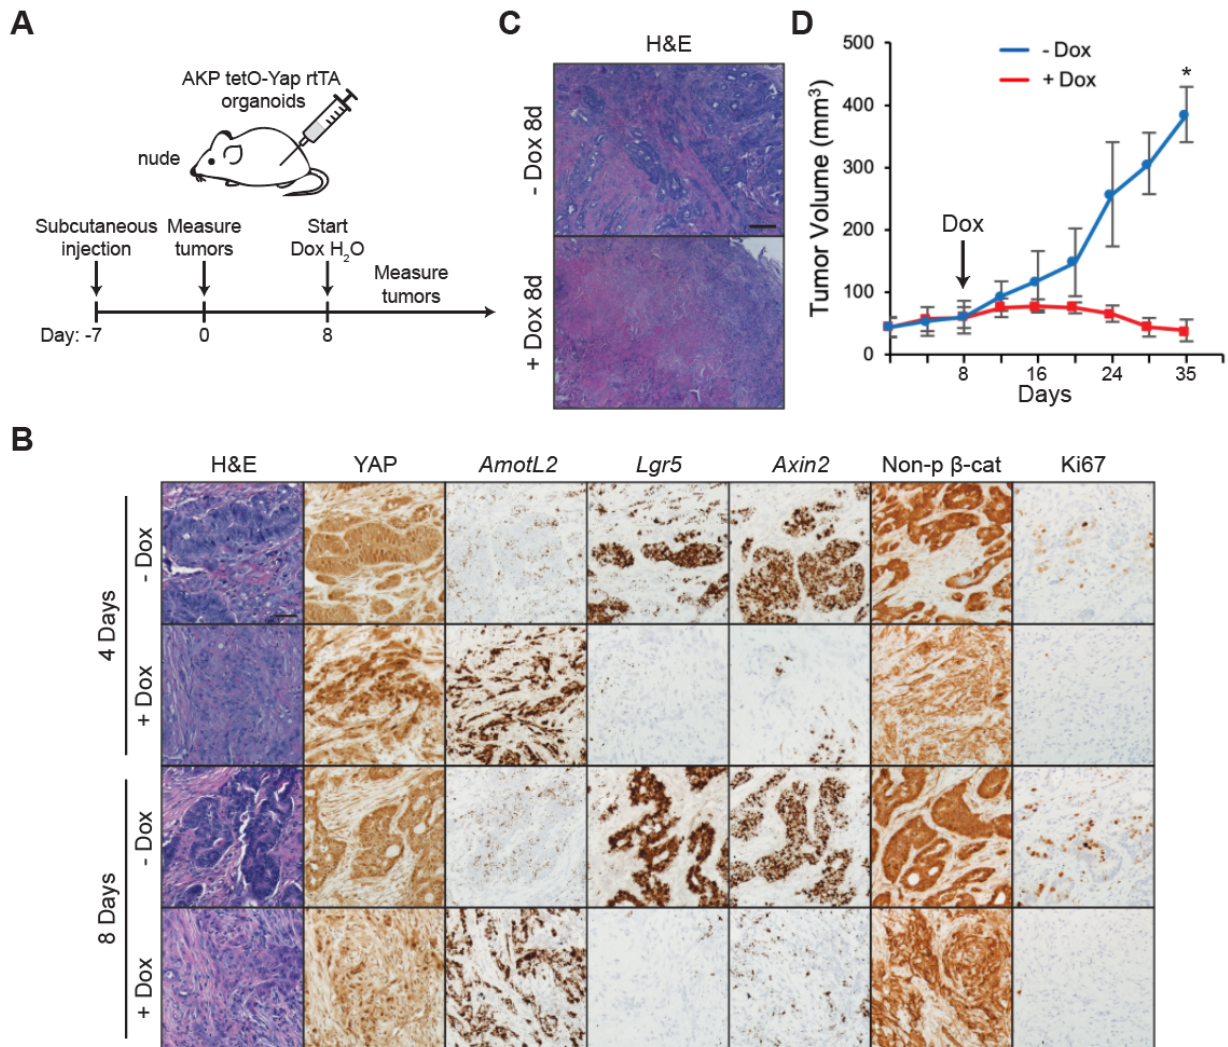 A
AKP tetO-Yap rtTA
organoids
nude
Subcutaneous
injection
Measure
tumors
Start
Dox H₂O
Measure
tumors
Day: -7
0
8
C
H&E
- Dox 8d
+ Dox 8d
D
- Dox
+ Dox
*
Dox
Tumor Volume (mm³)
500
400
300
200
100
0
8
16
24
35
Days
B
H&E
YAP
AmotL2
Lgr5
Axin2
Non-p β-cat
Ki67
4 Days
- Dox
+ Dox
8 Days
- Dox
+ Dox